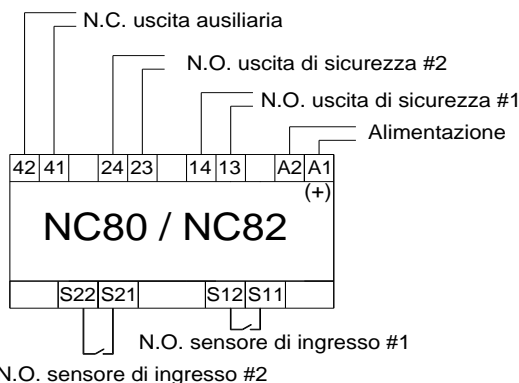 N.C. uscita ausiliaria
N.O. uscita di sicurezza #2
N.O. uscita di sicurezza #1
Alimentazione
42 41 24 23 14 13 A2 A1
(+)
NC80 / NC82
S22 S21 S12 S11
N.O. sensore di ingresso #1
N.O. sensore di ingresso #2